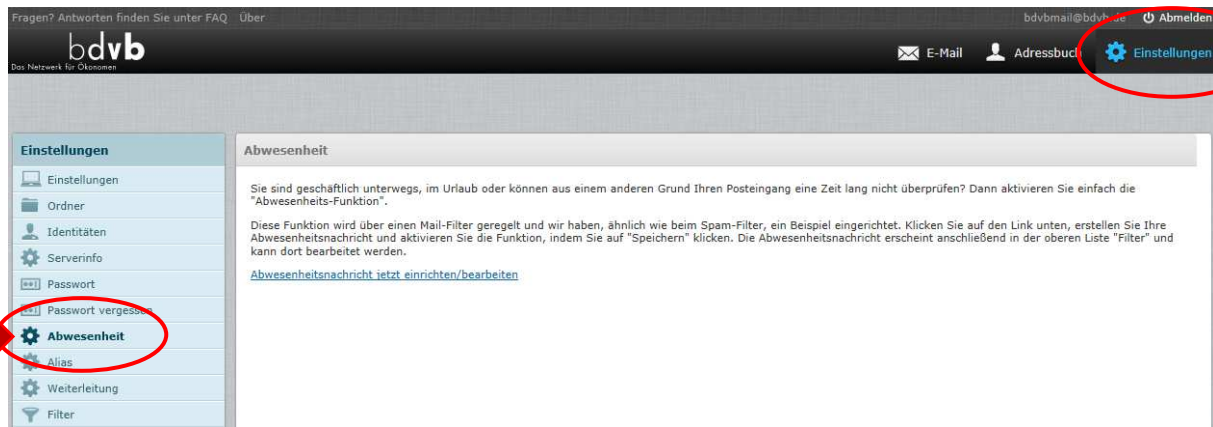 Fragen? Antworten finden Sie unter FAQ Über
bdvbmail@bdvb.de Abmelden
bdvb
Das Netzwerk für Ökonomen
E-Mail Adressbuch Einstellungen
Einstellungen
Einstellungen
Ordner
Identitäten
Serverinfo
Passwort
Passwort vergessen
Abwesenheit
Alias
Weiterleitung
Filter
Abwesenheit
Sie sind geschäftlich unterwegs, im Urlaub oder können aus einem anderen Grund Ihren Posteingang eine Zeit lang nicht überprüfen? Dann aktivieren Sie einfach die
"Abwesenheits-Funktion".
Diese Funktion wird über einen Mail-Filter geregelt und wir haben, ähnlich wie beim Spam-Filter, ein Beispiel eingerichtet. Klicken Sie auf den Link unten, erstellen Sie Ihre
Abwesenheitsnachricht und aktivieren Sie die Funktion, indem Sie auf "Speichern" klicken. Die Abwesenheitsnachricht erscheint anschließend in der oberen Liste "Filter" und
kann dort bearbeitet werden.
Abwesenheitsnachricht jetzt einrichten/bearbeiten